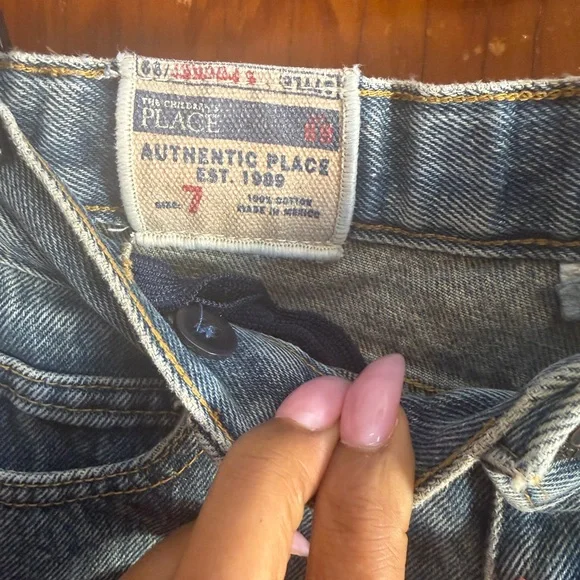 THE CHILDREN'S
PLACE
AUTHENTIC PLACE
EST. 1989
SIZE: 7
100% COTTON
MADE IN MEXICO